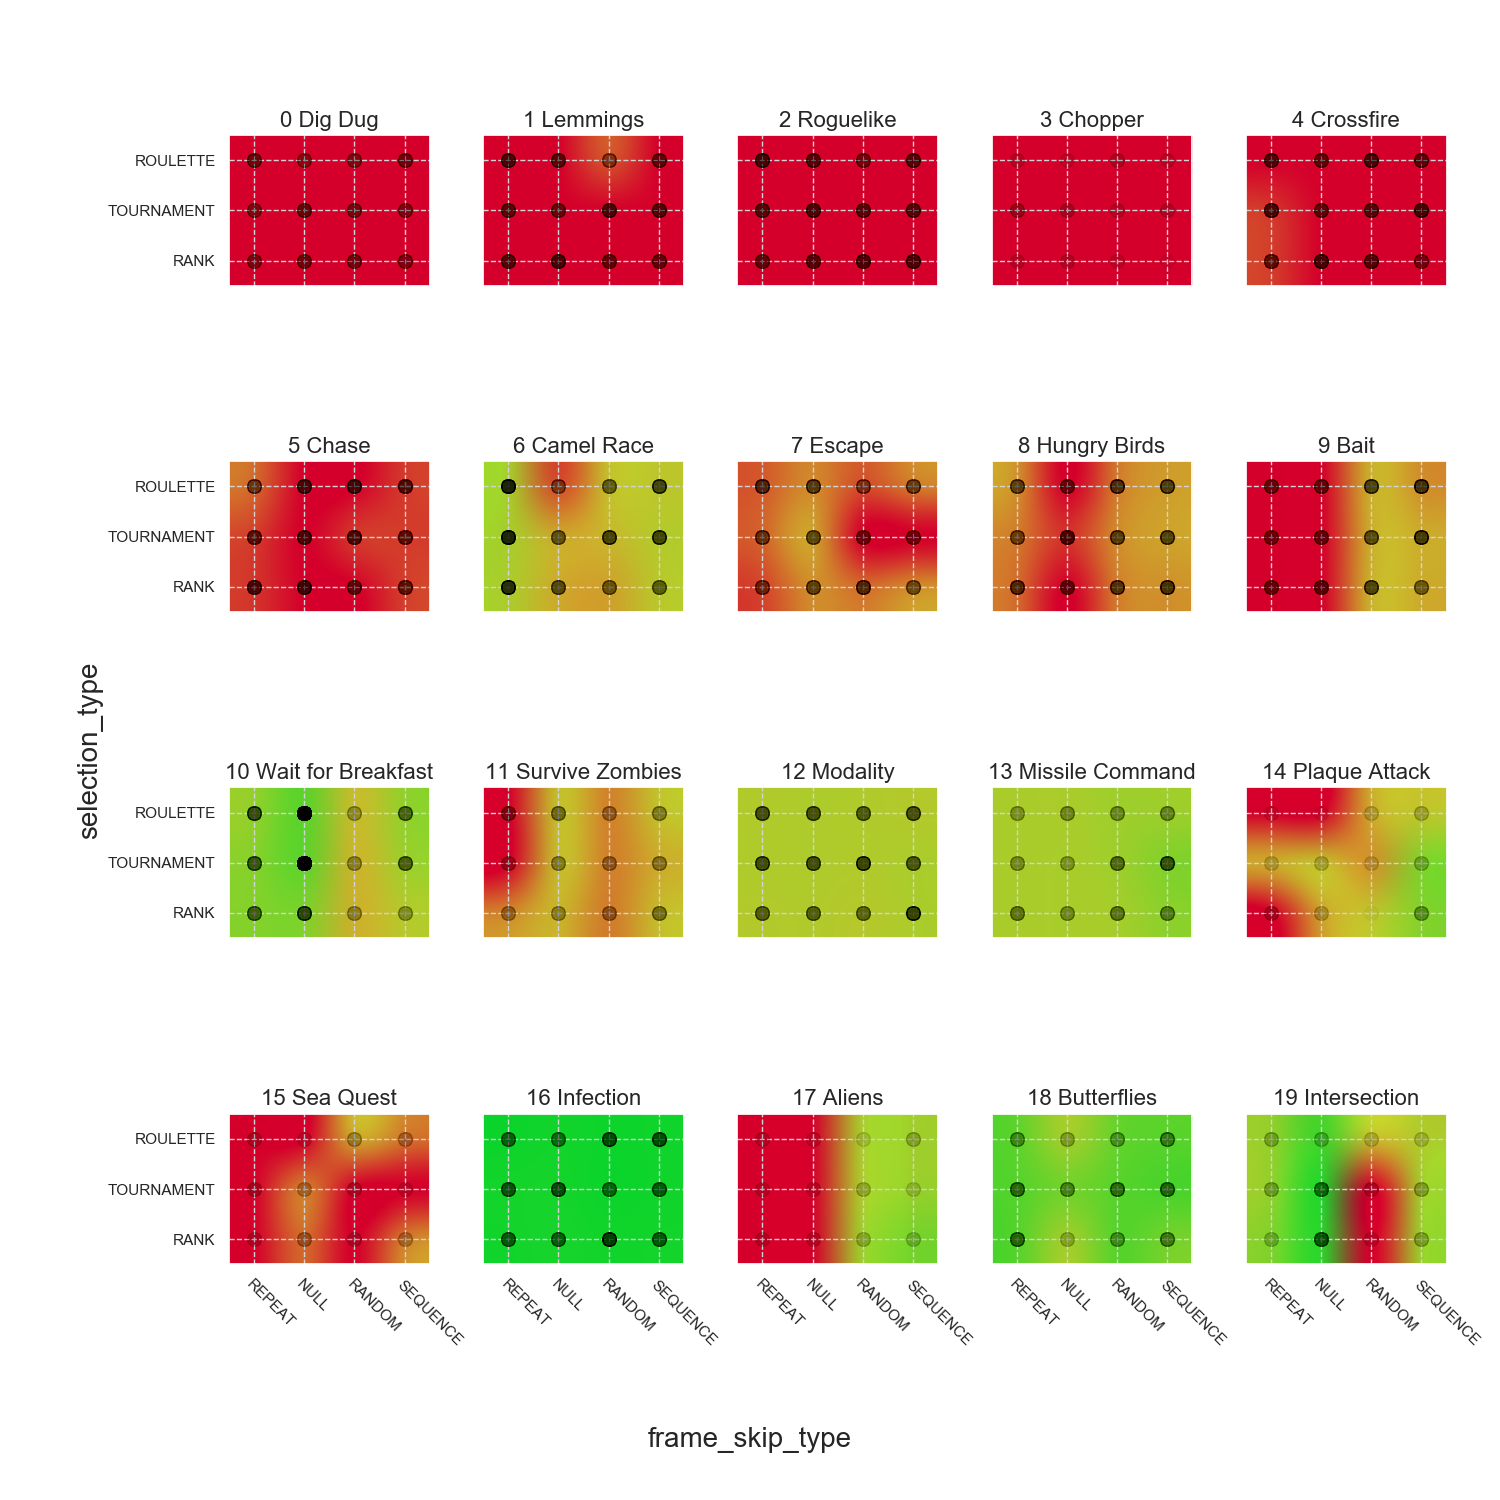 0 Dig Dug
1 Lemmings
2 Roguelike
3 Chopper
4 Crossfire
ROULETTE
TOURNAMENT
RANK
5 Chase
6 Camel Race
7 Escape
8 Hungry Birds
9 Bait
ROULETTE
TOURNAMENT
RANK
selection_type
10 Wait for Breakfast
11 Survive Zombies
12 Modality
13 Missile Command
14 Plaque Attack
ROULETTE
TOURNAMENT
RANK
15 Sea Quest
16 Infection
17 Aliens
18 Butterflies
19 Intersection
ROULETTE
TOURNAMENT
RANK
REPEAT
NULL
RANDOM
SEQUENCE
REPEAT
NULL
RANDOM
SEQUENCE
REPEAT
NULL
RANDOM
SEQUENCE
REPEAT
NULL
RANDOM
SEQUENCE
REPEAT
NULL
RANDOM
SEQUENCE
frame_skip_type